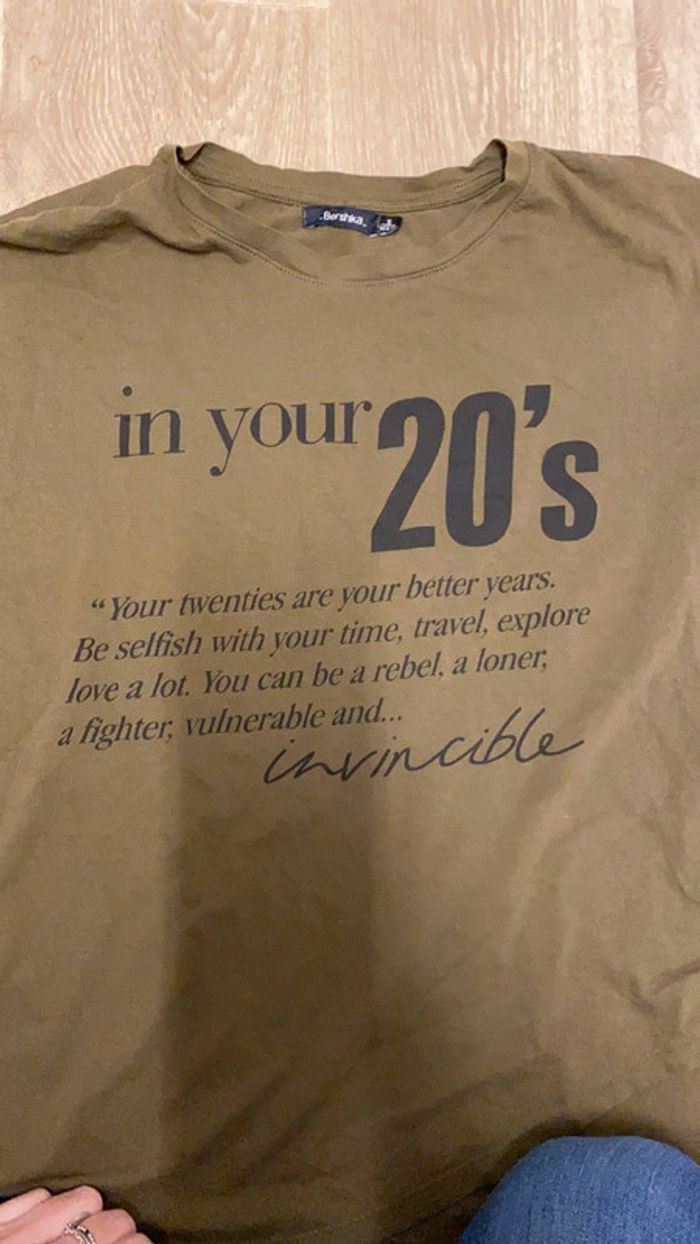 Bershka
in your 20's
“Your twenties are your better years.
Be selfish with your time, travel, explore
love a lot. You can be a rebel, a loner,
a fighter, vulnerable and...
invincible